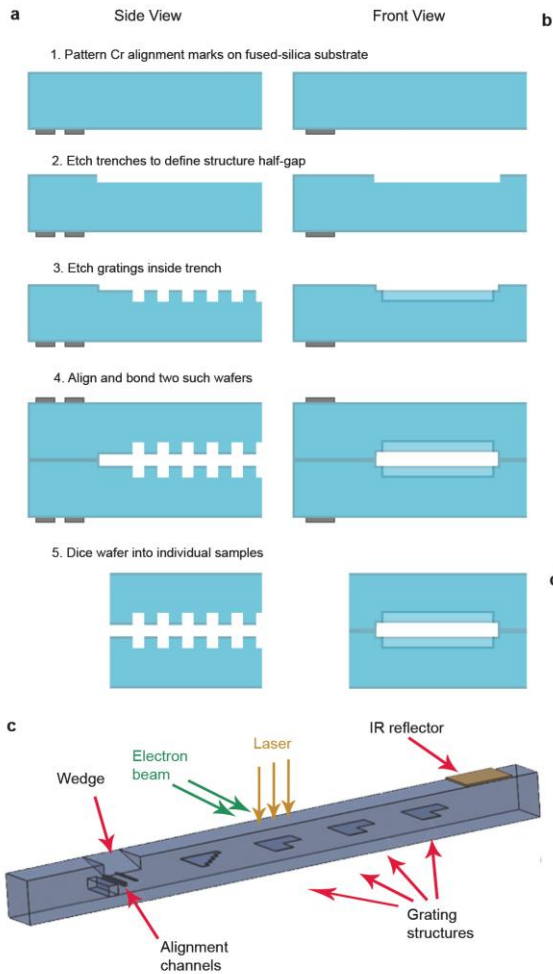 a
Side View
Front View
b
1. Pattern Cr alignment marks on fused-silica substrate
2. Etch trenches to define structure half-gap
3. Etch gratings inside trench
4. Align and bond two such wafers
5. Dice wafer into individual samples
c
Laser
IR reflector
Electron
beam
Wedge
Grating
structures
Alignment
channels